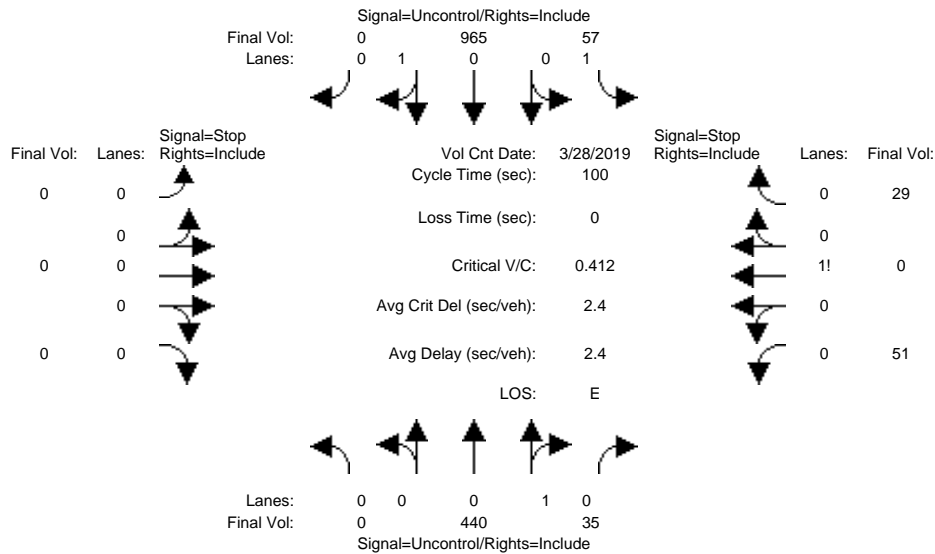 Signal=Uncontrol/Rights=Include
Final Vol: 0 965 57
Lanes: 0 1 0 0 1
Signal=Stop Signal=Stop
Final Vol: Lanes: Rights=Include Vol Cnt Date: 3/28/2019 Rights=Include Lanes: Final Vol:
Cycle Time (sec): 100
0 0 0 29
Loss Time (sec): 0
0 0
0 0 Critical V/C: 0.412 1! 0
0 Avg Crit Del (sec/veh): 2.4 0
0 0 Avg Delay (sec/veh): 2.4 0 51
LOS: E
Lanes: 0 0 0 1 0
Final Vol: 0 440 35
Signal=Uncontrol/Rights=Include